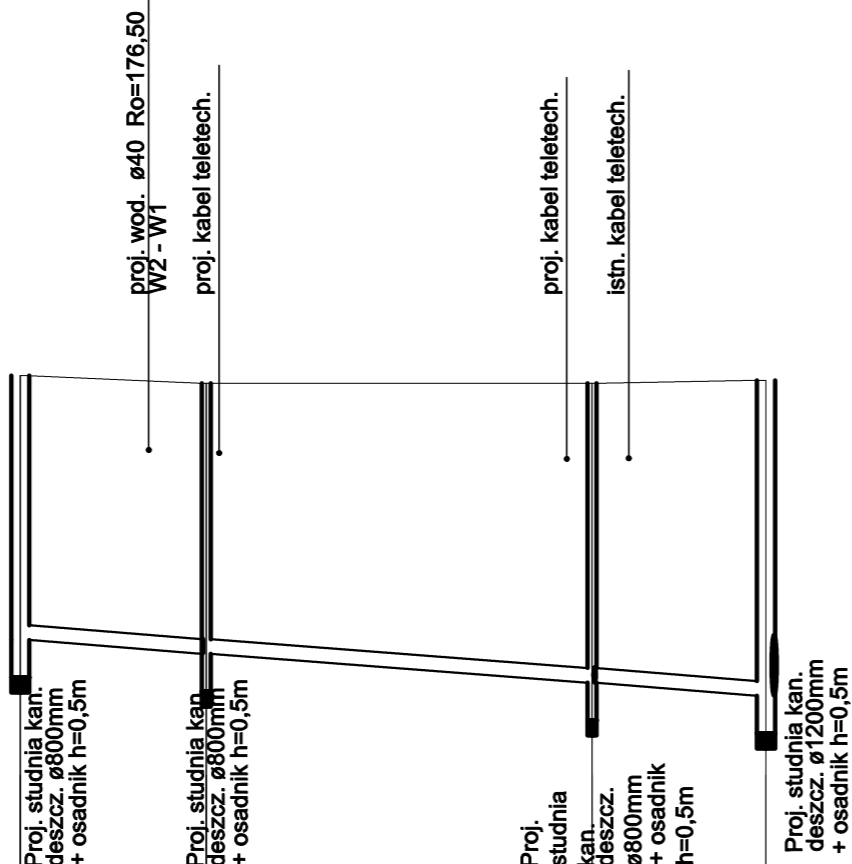 proj. wod. ø40 Ro=176,50
W2 - W1
proj. kabel teletech.
proj. kabel teletech.
istn. kabel teletech.
Proj. studnia kan.
deszcz. ø800mm
+ osadnik h=0,5m
Proj. studnia kan.
deszcz. ø800mm
+ osadnik h=0,5m
Proj.
studnia
kan.
deszcz.
ø800mm
+ osadnik
h=0,5m
Proj. studnia kan.
deszcz. ø1200mm
+ osadnik h=0,5m